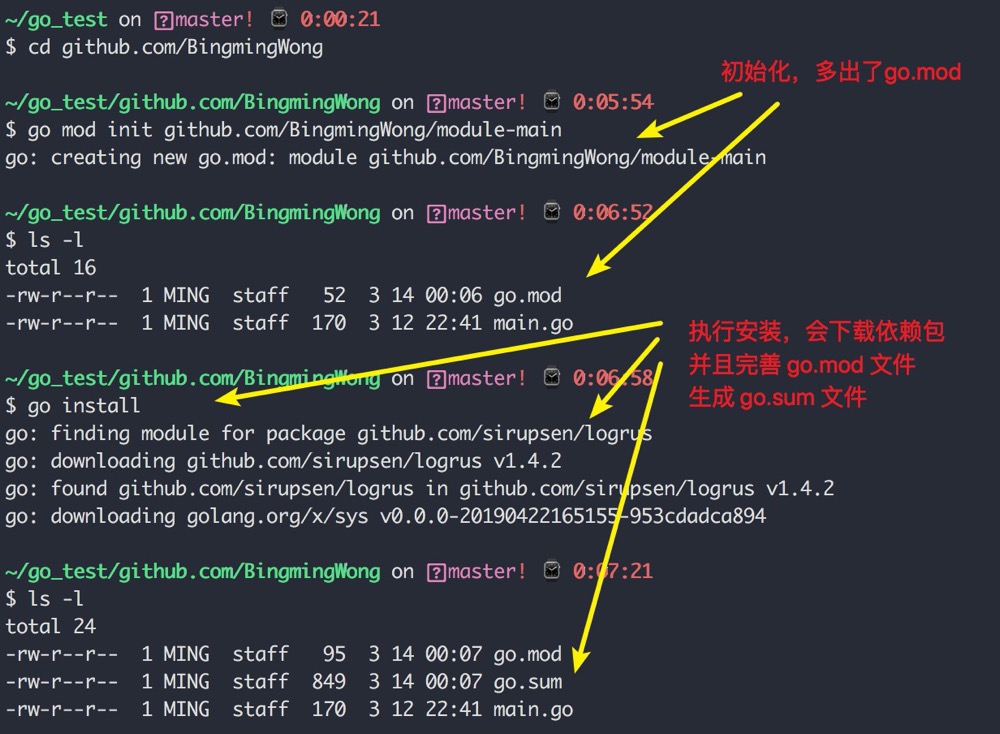 ~/go_test on ?master! 0:00:21
$ cd github.com/BingmingWong
初始化，多出了go.mod
~/go_test/github.com/BingmingWong on ?master! 0:05:54
$ go mod init github.com/BingmingWong/module-main
go: creating new go.mod: module github.com/BingmingWong/module-main
~/go_test/github.com/BingmingWong on ?master! 0:06:52
$ ls -l
total 16
-rw-r--r-- 1 MING staff 52 3 14 00:06 go.mod
-rw-r--r-- 1 MING staff 170 3 12 22:41 main.go
执行安装，会下载依赖包
并且完善 go.mod 文件
生成 go.sum 文件
~/go_test/github.com/BingmingWong on ?master! 0:06:58
$ go install
go: finding module for package github.com/sirupsen/logrus
go: downloading github.com/sirupsen/logrus v1.4.2
go: found github.com/sirupsen/logrus in github.com/sirupsen/logrus v1.4.2
go: downloading golang.org/x/sys v0.0.0-20190422165155-953cdadca894
~/go_test/github.com/BingmingWong on ?master! 0:07:21
$ ls -l
total 24
-rw-r--r-- 1 MING staff 95 3 14 00:07 go.mod
-rw-r--r-- 1 MING staff 849 3 14 00:07 go.sum
-rw-r--r-- 1 MING staff 170 3 12 22:41 main.go